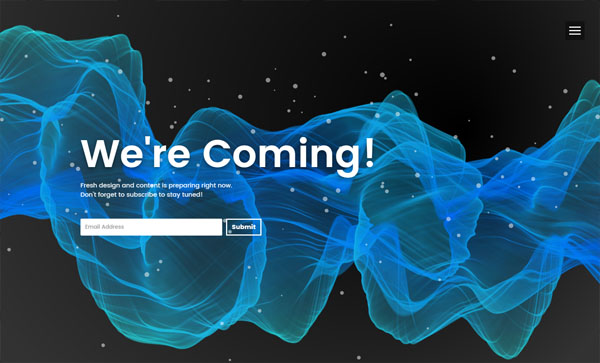 We're Coming!
Fresh design and content is preparing right now.
Don't forget to subscribe to stay tuned!
Email Address
Submit